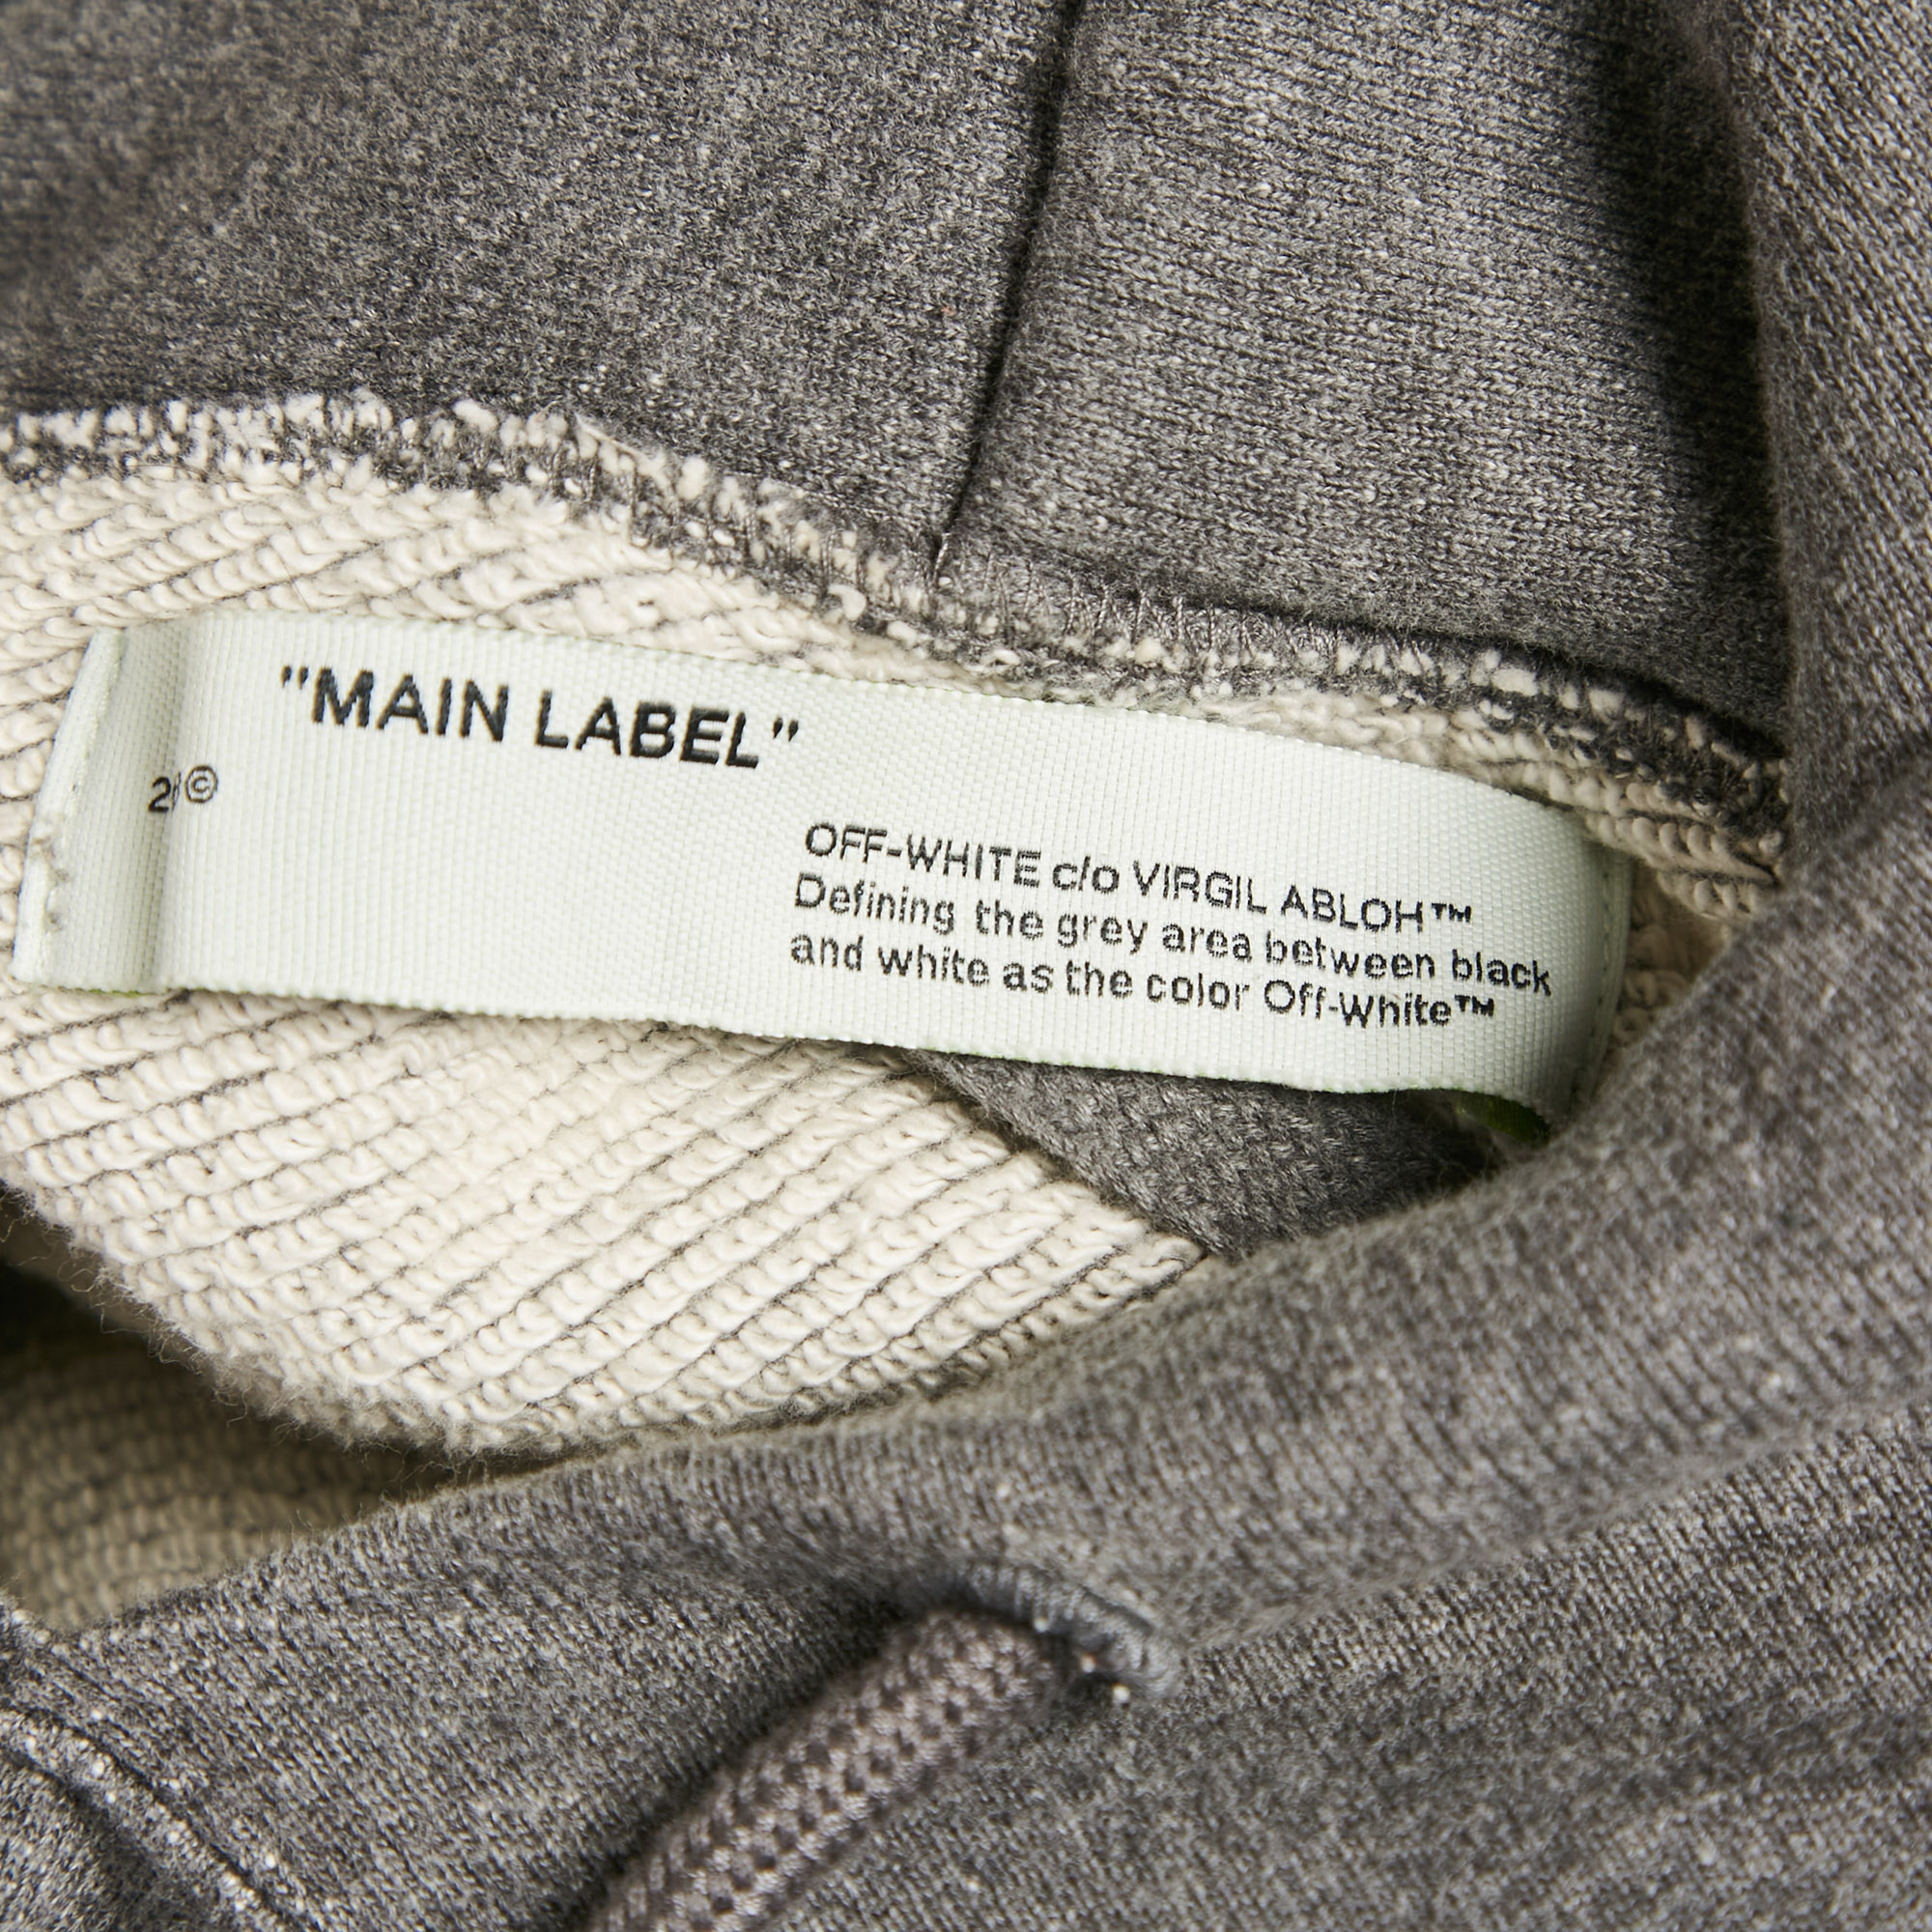 "MAIN LABEL"
©
OFF-WHITE c/o VIRGIL ABLOH™
Defining the grey area between black
and white as the color Off-White™